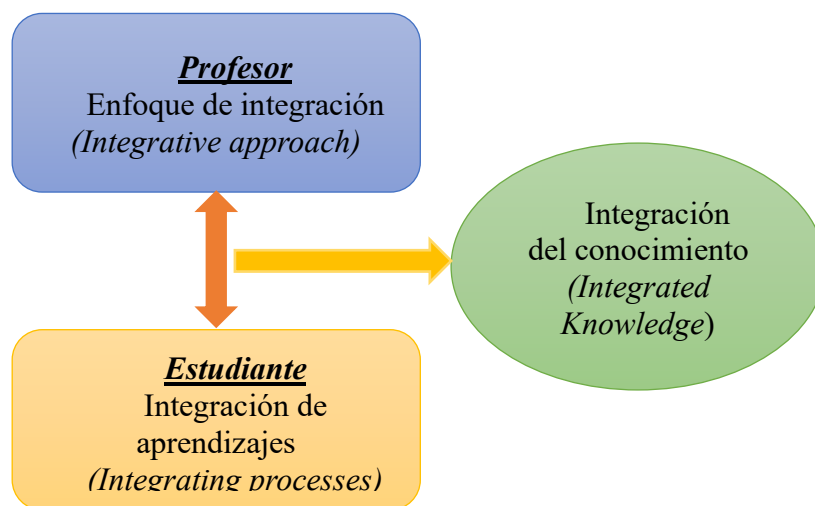 Profesor
Enfoque de integración
(Integrative approach)
Integración
del conocimiento
(Integrated
Knowledge)
Estudiante
Integración de
aprendizajes
(Integrating processes)